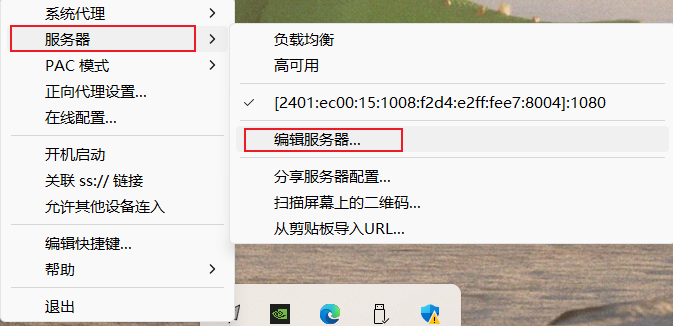 系统代理
服务器
PAC 模式
正向代理设置...
在线配置...
开机启动
关联 ss:// 链接
允许其他设备连入
编辑快捷键...
帮助
退出
负载均衡
高可用
[2401:ec00:15:1008:f2d4:e2ff:fee7:8004]:1080
编辑服务器...
分享服务器配置...
扫描屏幕上的二维码...
从剪贴板导入URL...